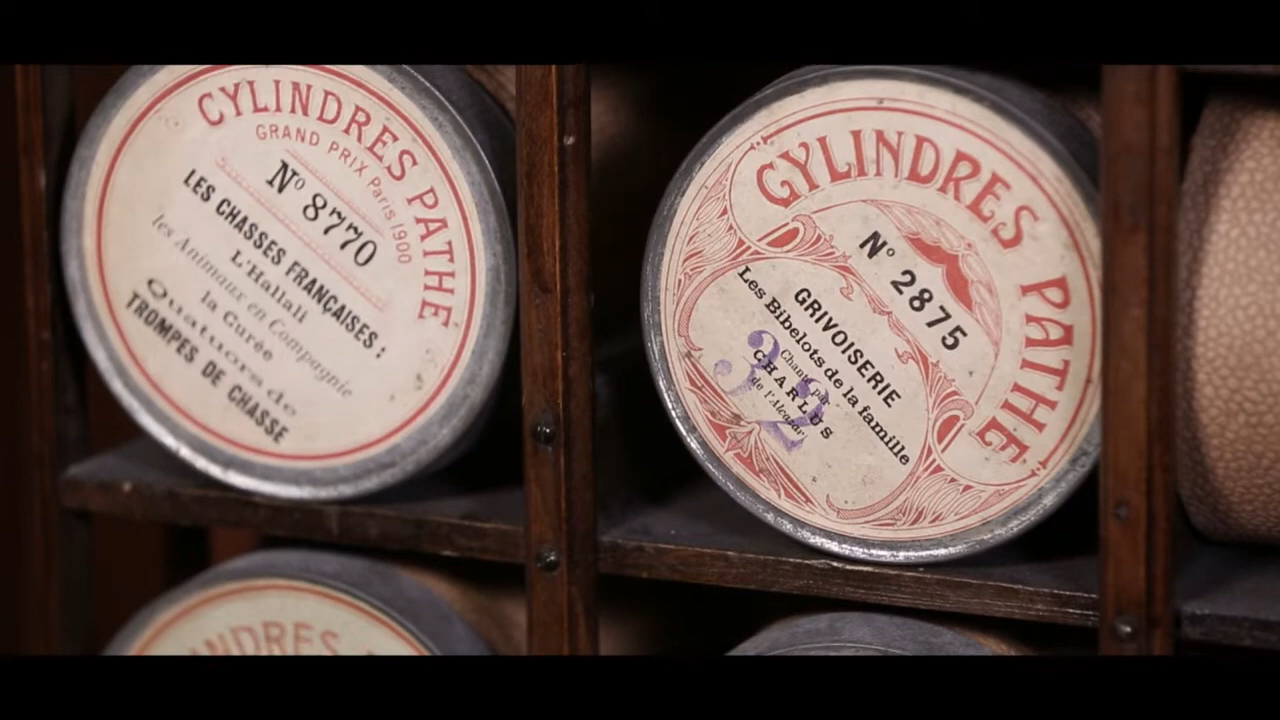 CYLINDRES PATHE
GRAND PRIX Paris 1900
Nº 8770
LES CHASSES FRANÇAISES:
L'Hallali
les Animaux en Compagnie
la Curée
Quatuors de
TROMPES DE CHASSE
CYLINDRES PATHE
Nº 2875
GRIVOISERIE
Les Bibelots de la famille
Chanté par
CHARLUS
de l'Alcazar
32
INDRES